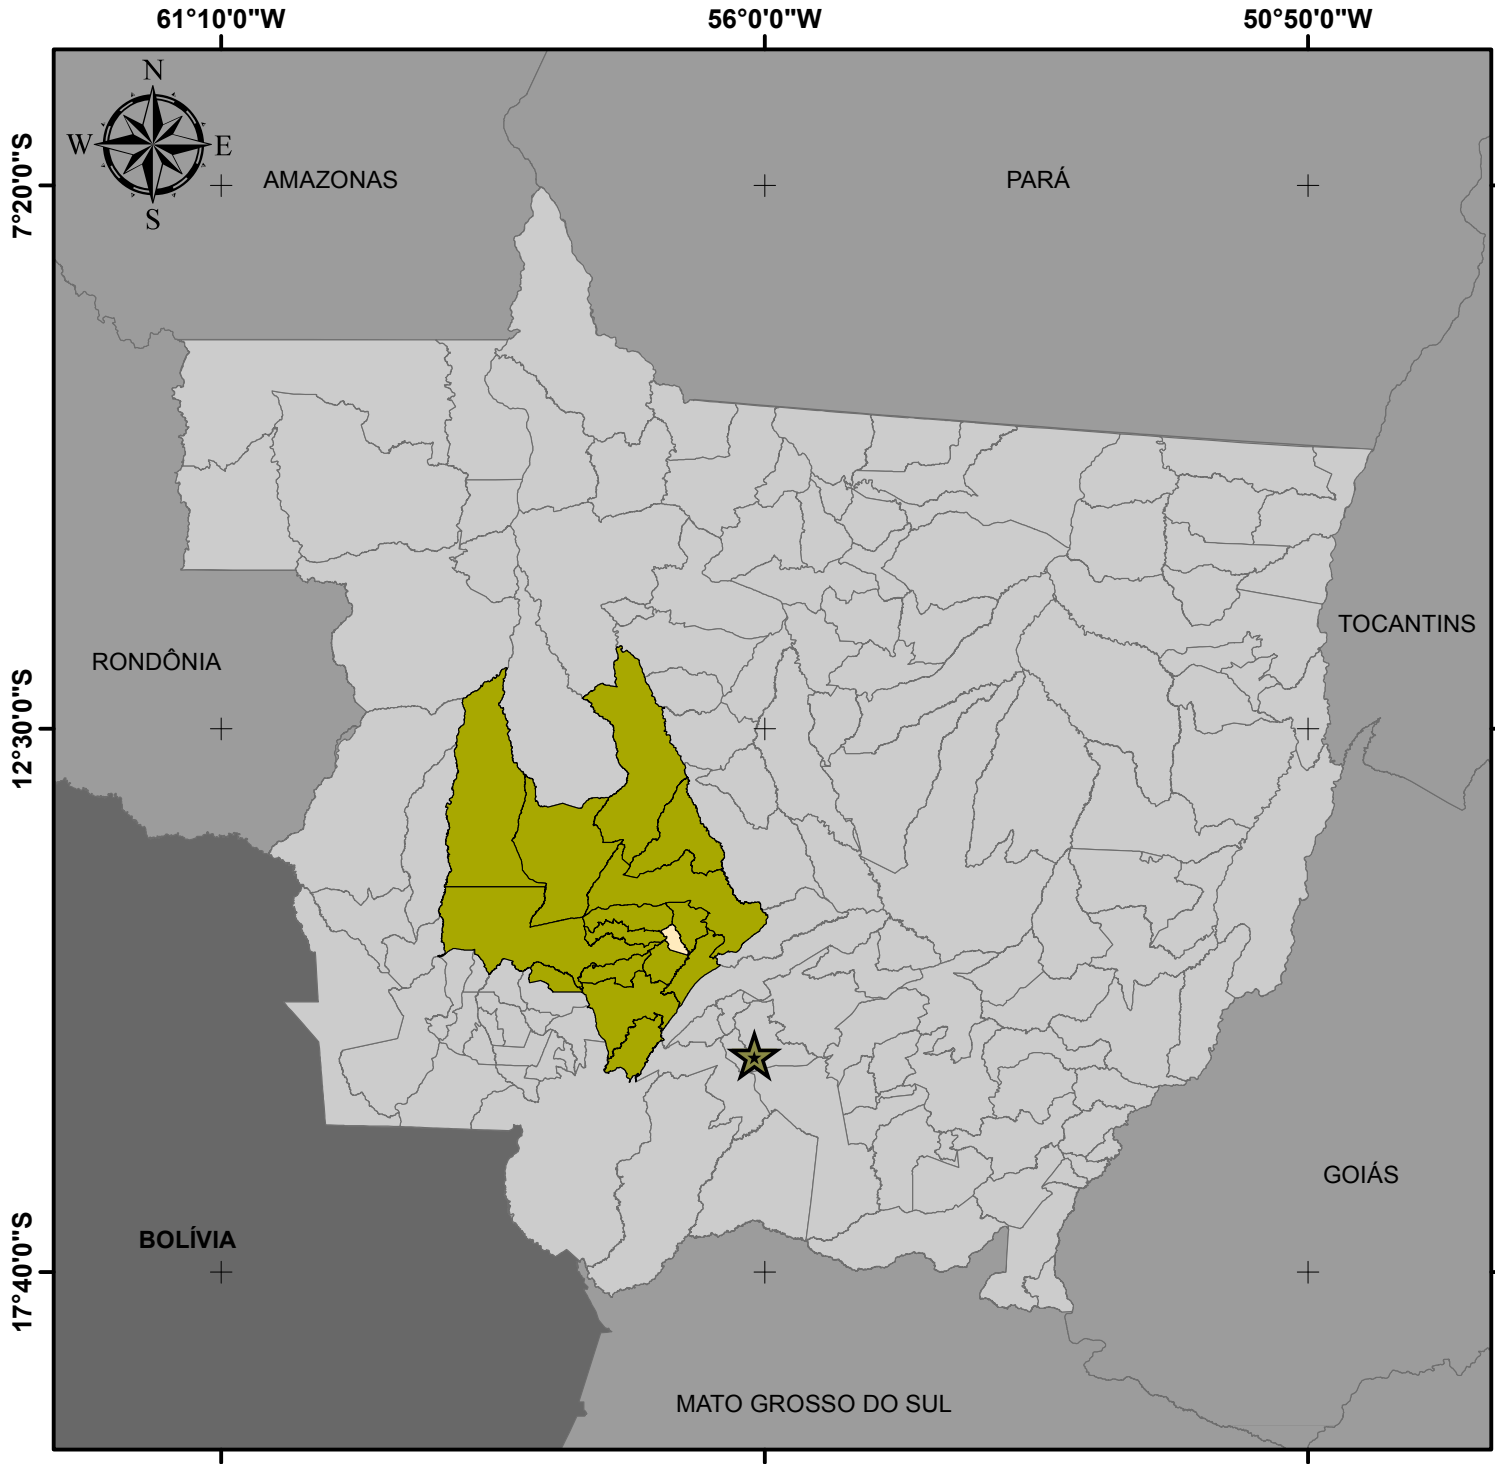 61°10'0"W 56°0'0"W 50°50'0"W
N
W E
S
7°20'0"S
AMAZONAS PARÁ
RONDÔNIA TOCANTINS
12°30'0"S
GOIÁS
BOLÍVIA
17°40'0"S
MATO GROSSO DO SUL